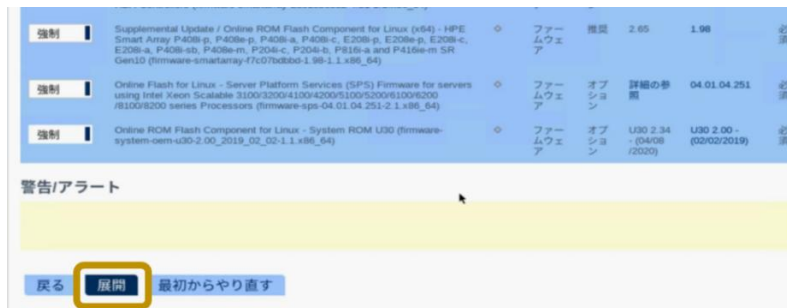 強制
Supplemental Update / Online ROM Flash Component for Linux (x64) - HPE
Smart Array P408i-p, P408e-p, P408i-a, P408i-c, E208i-p, E208e-p, E208i-c,
E208i-a, P408i-sb, P408e-m, P204i-c, P204i-b, P816i-a and P416ie-m SR
Gen10 (firmware-smartarray-f7c07bdbbd-1.98-1.1.x86_64)
ファー
ムウェ
ア
推奨
2.65
1.98
必
須
強制
Online Flash for Linux - Server Platform Services (SPS) Firmware for servers
using Intel Xeon Scalable 3100/3200/4100/4200/5100/5200/6100/6200
/8100/8200 series Processors (firmware-sps-04.01.04.251-2.1.x86_64)
ファー
ムウェ
ア
オプ
ショ
ン
詳細の参
照
04.01.04.251
必
須
強制
Online ROM Flash Component for Linux - System ROM U30 (firmware-
system-oem-u30-2.00_2019_02_02-1.1.x86_64)
ファー
ムウェ
ア
オプ
ショ
ン
U30 2.34
- (04/08
/2020)
U30 2.00 -
(02/02/2019)
必
須
警告/アラート
戻る
展開
最初からやり直す